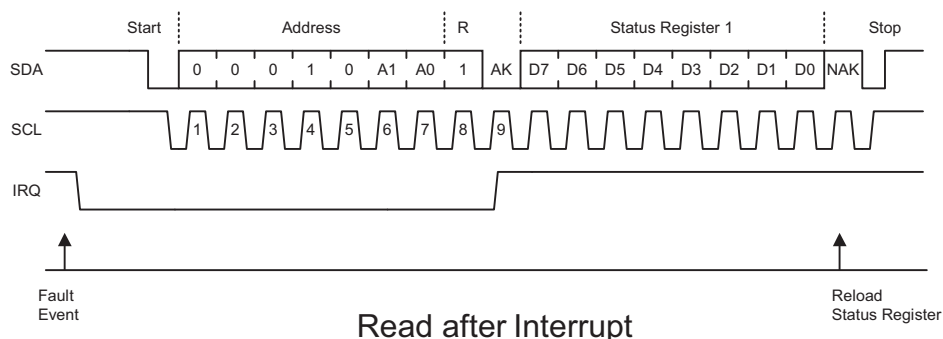 Start Address R Status Register 1 Stop
SDA 0 0 0 1 0 A1 A0 1 AK D7 D6 D5 D4 D3 D2 D1 D0 NAK
SCL 1 2 3 4 5 6 7 8 9
IRQ
Fault
Event
Reload
Status Register
Read after Interrupt